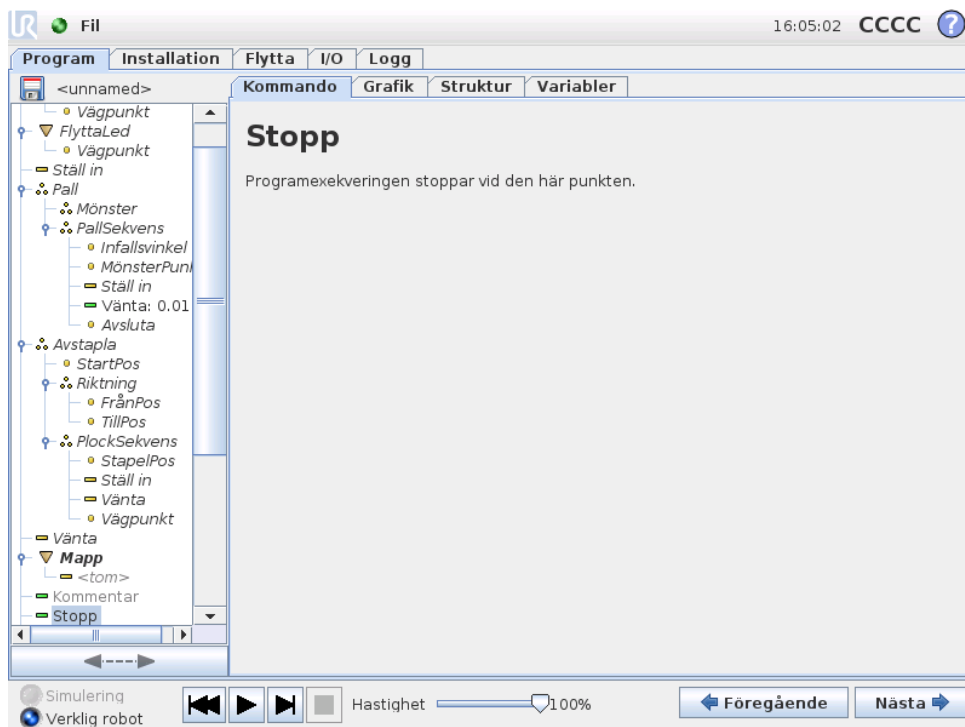 UR Fil 16:05:02 CCCC ?
Program Installation Flytta I/O Logg
<unnamed>
Kommando Grafik Struktur Variabler
Vägpunkt
FlyttaLed
Vägpunkt
Ställ in
Pall
Mönster
PallSekvens
Infallsvinkel
MönsterPunl
Ställ in
Vänta: 0.01
Avsluta
Avstapla
StartPos
Riktning
FrånPos
TillPos
PlockSekvens
StapelPos
Ställ in
Vänta
Vägpunkt
Vänta
Mapp
<tom>
Kommentar
Stopp
Stopp
Programexekveringen stoppar vid den här punkten.
Simulering
Verklig robot
Hastighet 100%
Föregående Nästa